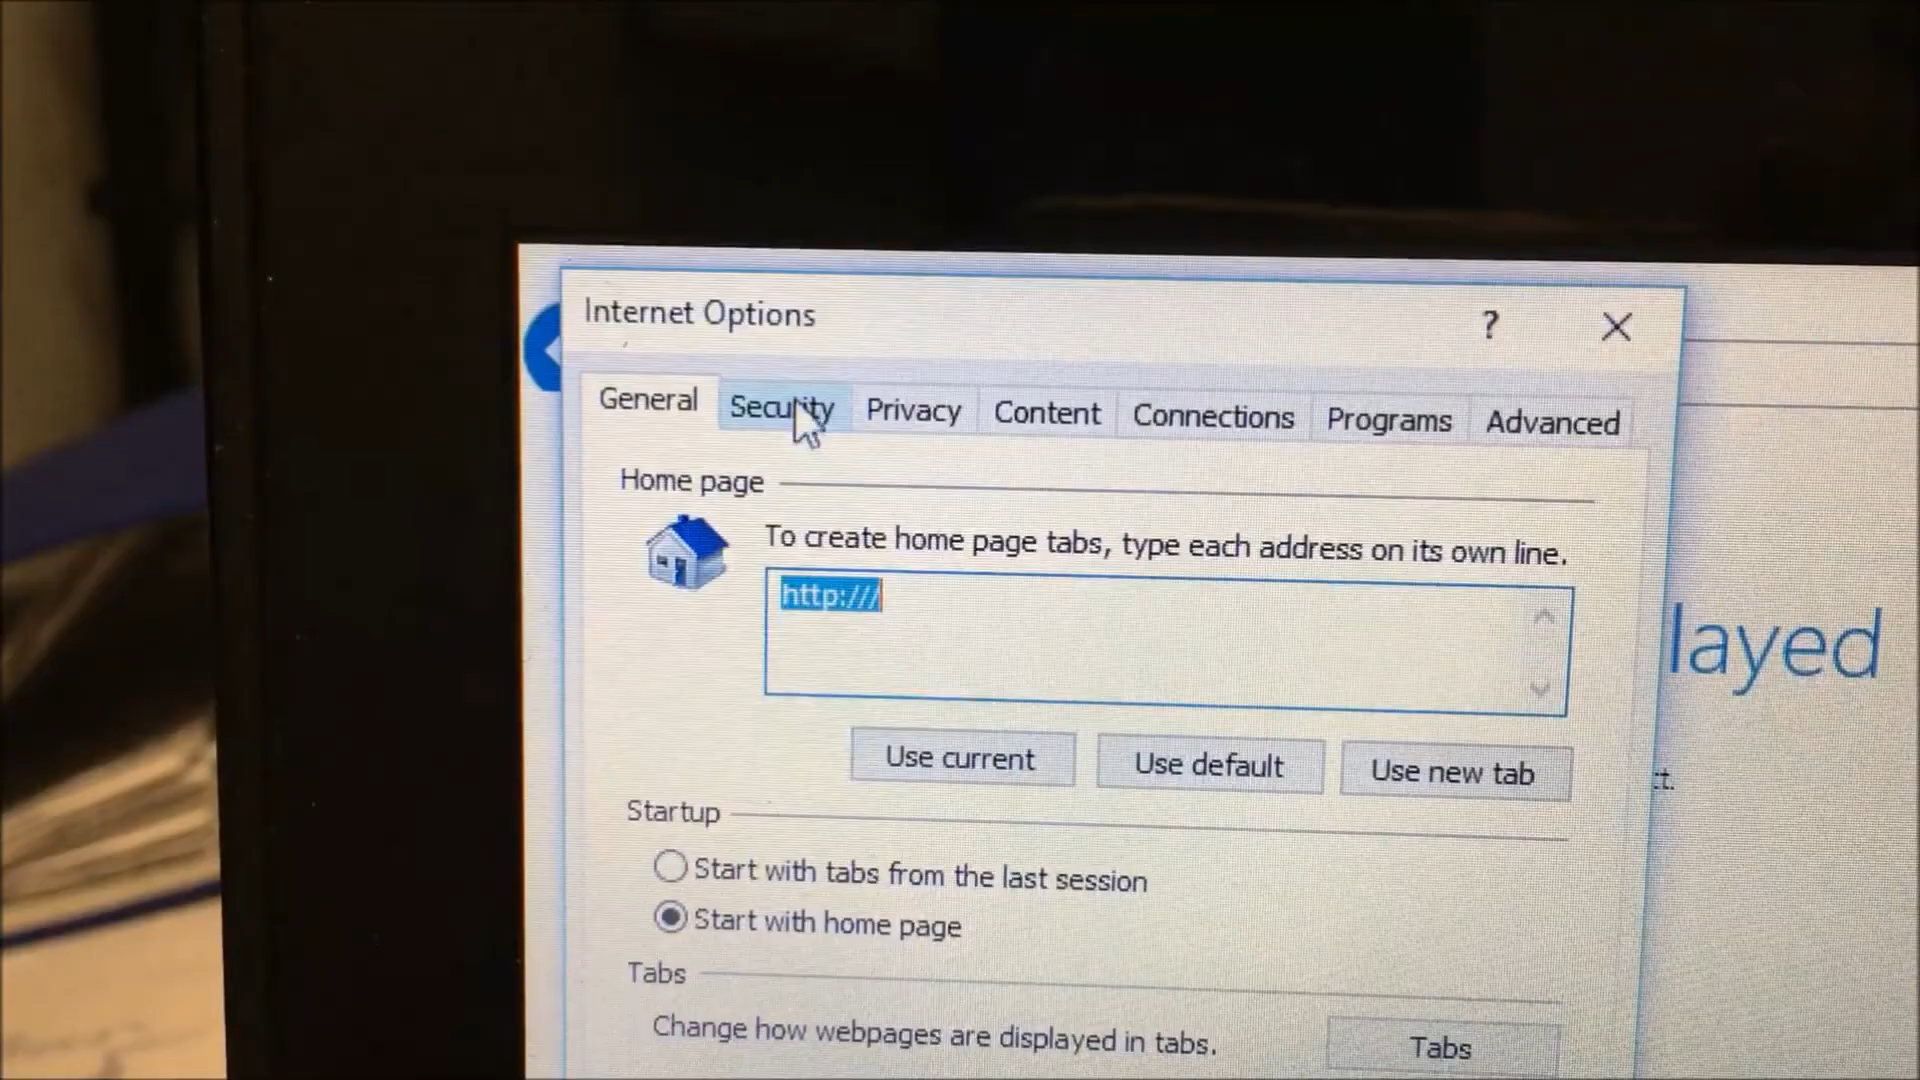 Internet Options
?
General Security Privacy Content Connections Programs Advanced
Home page
To create home page tabs, type each address on its own line.
http:///
layed
Use current Use default Use new tab
ct.
Startup
Start with tabs from the last session
Start with home page
Tabs
Change how webpages are displayed in tabs. Tabs